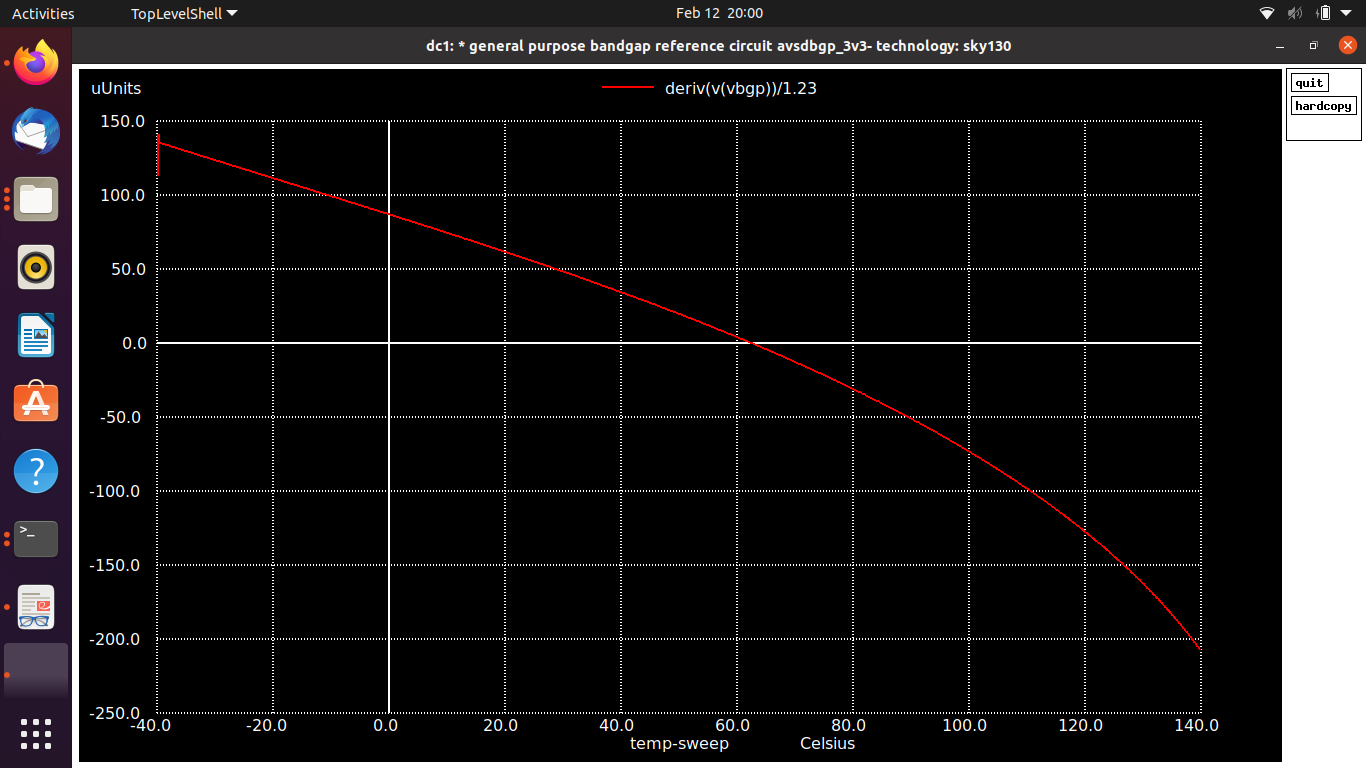 Activities
TopLevelShell
Feb 12 20:00
dc1: * general purpose bandgap reference circuit avsdbgp_3v3- technology: sky130
quit
hardcopy
uUnits
deriv(v(vbgp))/1.23
150.0
100.0
50.0
0.0
-50.0
-100.0
-150.0
-200.0
-250.0
-40.0 -20.0 0.0 20.0 40.0 60.0 80.0 100.0 120.0 140.0
temp-sweep Celsius
>_
A
?